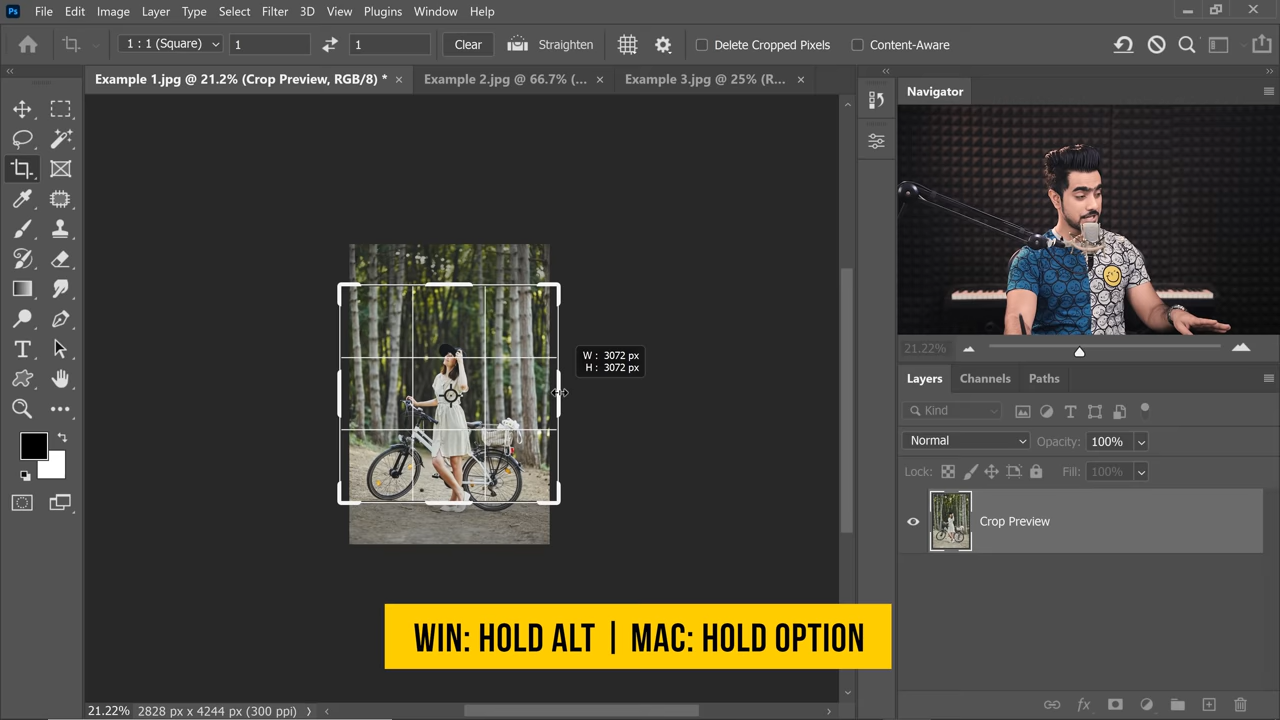 Ps File Edit Image Layer Type Select Filter 3D View Plugins Window Help
1 : 1 (Square) 1 1 Clear Straighten Delete Cropped Pixels Content-Aware
Example 1.jpg @ 21.2% (Crop Preview, RGB/8) * × Example 2.jpg @ 66.7% (... × Example 3.jpg @ 25% (R... ×
Navigator
21.22%
W : 3072 px
H : 3072 px
Layers Channels Paths
Kind
Normal Opacity: 100%
Lock: Fill: 100%
Crop Preview
WIN: HOLD ALT | MAC: HOLD OPTION
21.22% 2828 px x 4244 px (300 ppi)